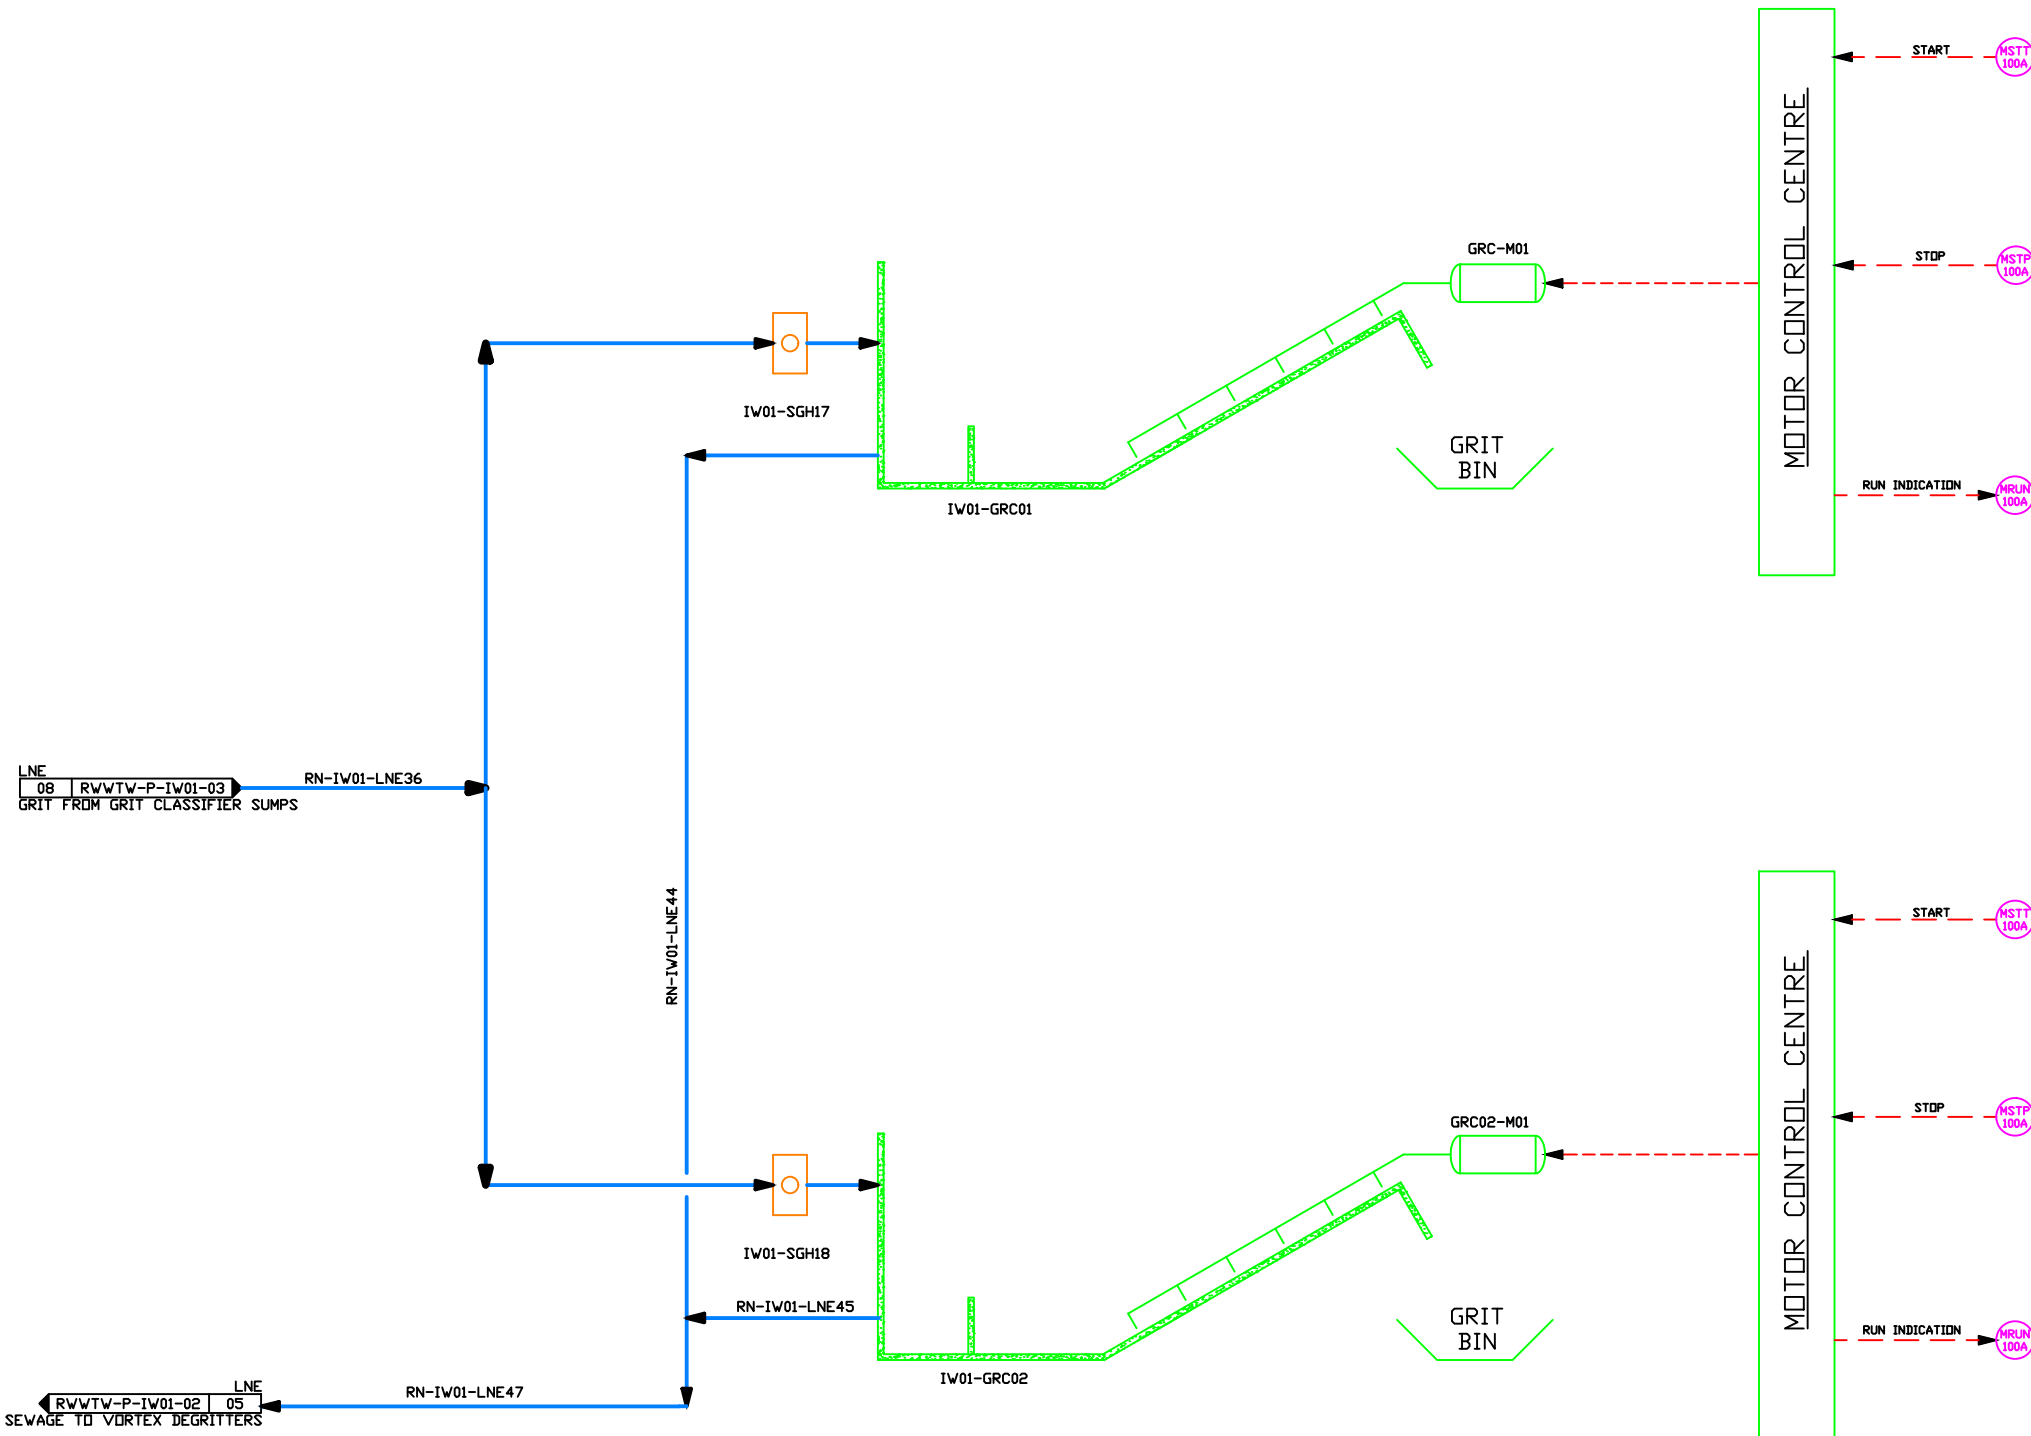 START
MSTT
100A
MOTOR CONTROL CENTRE
GRC-M01
STOP
MSTP
100A
IW01-SGH17
GRIT
BIN
RUN INDICATION
MRUN
100A
IW01-GRC01
LNE
08 RWWTW-P-IW01-03
GRIT FROM GRIT CLASSIFIER SUMPS
RN-IW01-LNE36
RN-IW01-LNE44
START
MSTT
100A
MOTOR CONTROL CENTRE
GRC02-M01
STOP
MSTP
100A
IW01-SGH18
RN-IW01-LNE45
GRIT
BIN
RUN INDICATION
MRUN
100A
IW01-GRC02
LNE
RWWTW-P-IW01-02 05
SEWAGE TO VORTEX DEGRITTERS
RN-IW01-LNE47